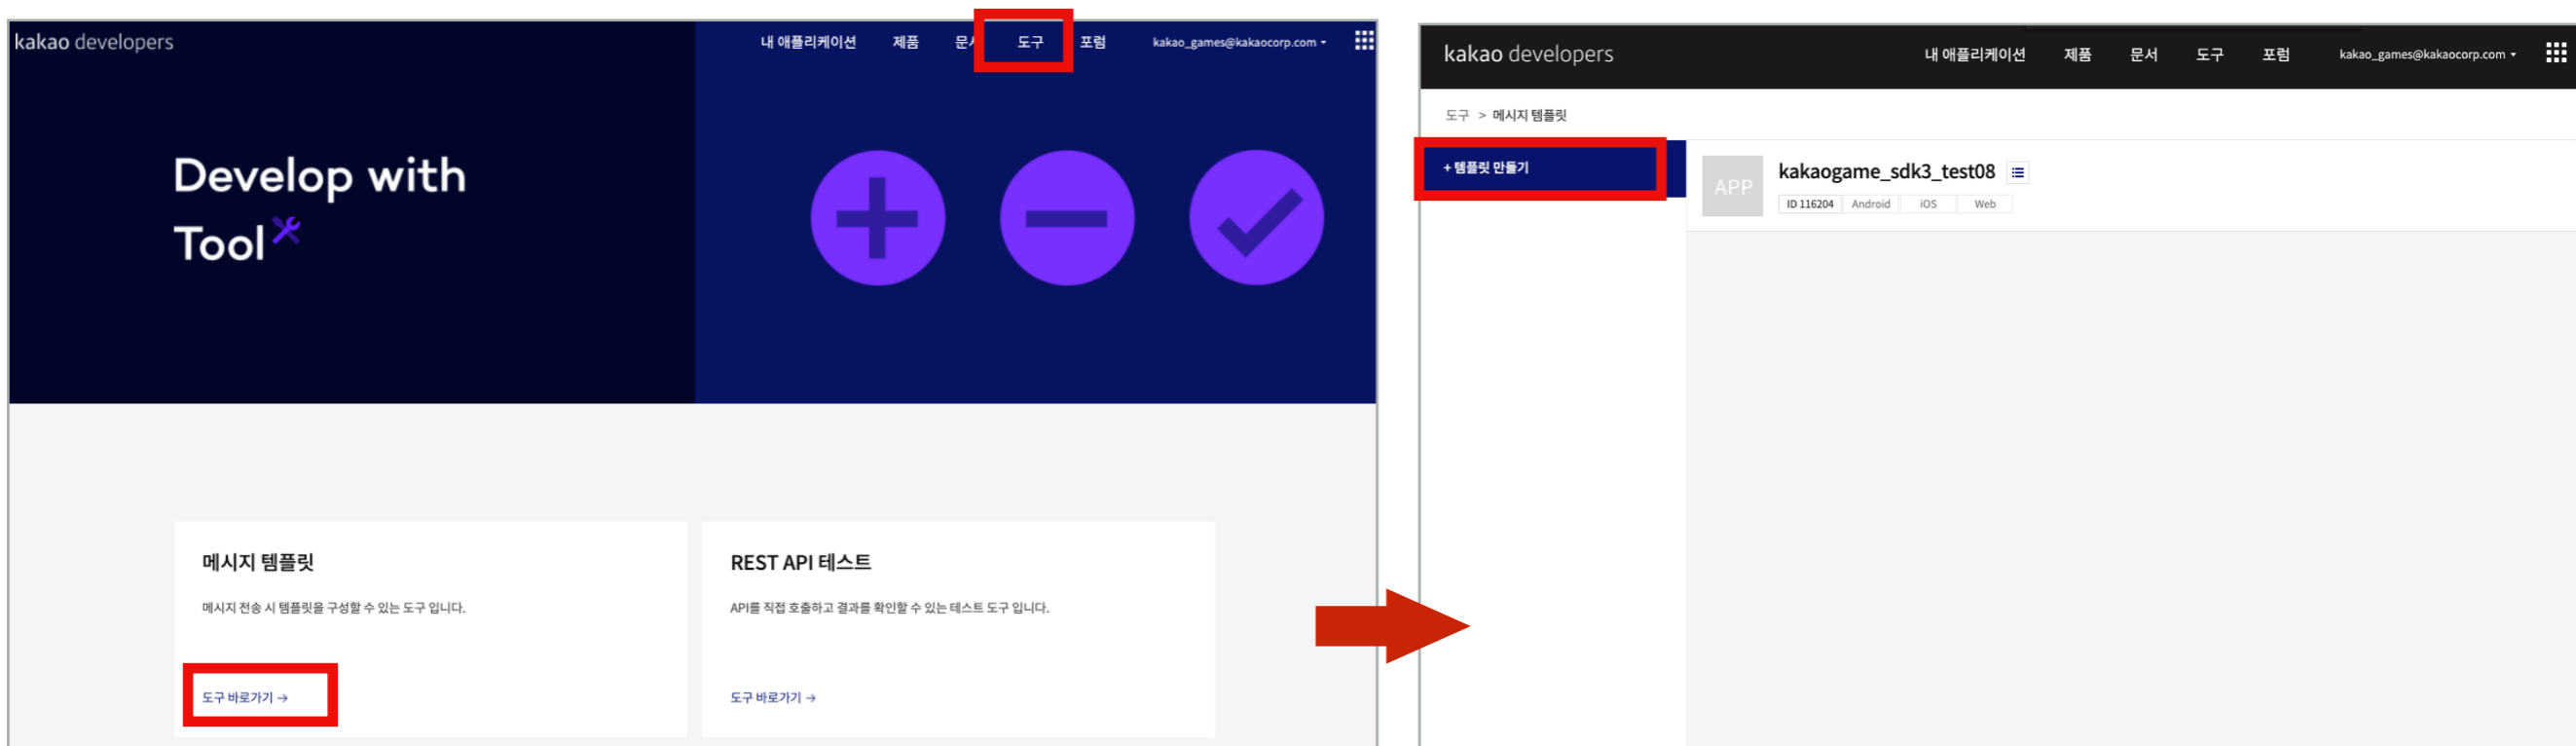 kakao developers
내 애플리케이션 제품 문서 도구 포럼 kakao_games@kakaocorp.com
Develop with
Tool
메시지 템플릿
메시지 전송 시 템플릿을 구성할 수 있는 도구 입니다.
도구 바로가기 →
REST API 테스트
API를 직접 호출하고 결과를 확인할 수 있는 테스트 도구 입니다.
도구 바로가기 →
kakao developers
내 애플리케이션 제품 문서 도구 포럼 kakao_games@kakaocorp.com
도구 > 메시지 템플릿
+ 템플릿 만들기
APP
kakaogame_sdk3_test08
ID 116204 Android iOS Web